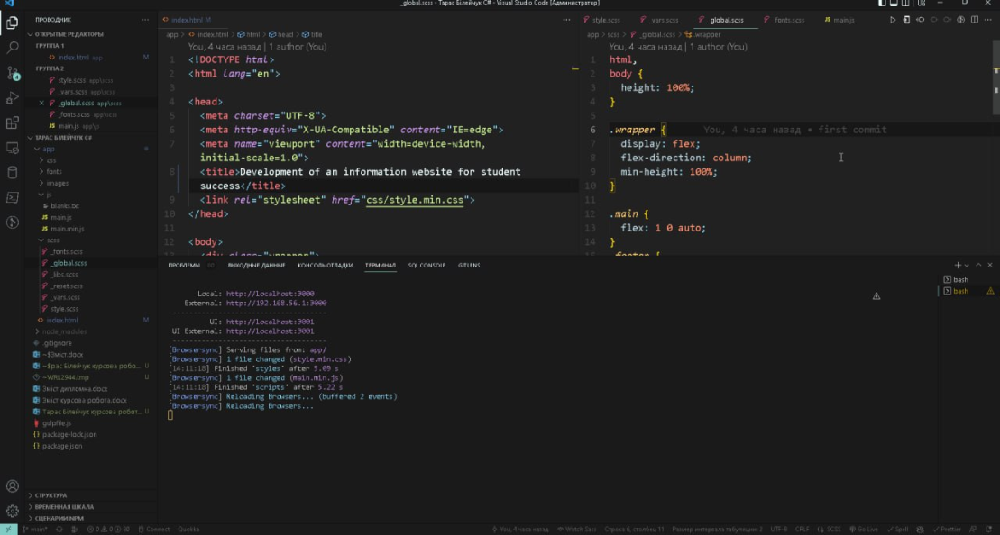 _global.scss - Тарас Білейчук C# - Visual Studio Code [Администратор]
ПРОВОДНИК
ОТКРЫТЫЕ РЕДАКТОРЫ
ГРУППА 1
index.html app M
ГРУППА 2
style.scss app\scss
_vars.scss app\scss
_global.scss app\scss
_fonts.scss app\scss
main.js app\js
ТАРАС БІЛЕЙЧУК C#
app
css
fonts
images
js
blanks.txt
main.js
main.min.js
scss
_fonts.scss
_global.scss
_libs.scss
_reset.scss
_vars.scss
style.scss
index.html M
node_modules
.gitignore
~$Зміст.docx
~$рас Білейчук курсова робо... U
~WRL2944.tmp U
Зміст дипломна.docx
Зміст курсова робота.docx
Тарас Білейчук курсова робот... U
gulpfile.js
package-lock.json
package.json
СТРУКТУРА
ВРЕМЕННАЯ ШКАЛА
СЦЕНАРИИ NPM
index.html M
app > index.html > html > head > title
You, 4 часа назад | 1 author (You)
1 <!DOCTYPE html>
2 <html lang="en">
3
4 <head>
5 <meta charset="UTF-8">
6 <meta http-equiv="X-UA-Compatible" content="IE=edge">
7 <meta name="viewport" content="width=device-width,
initial-scale=1.0">
8 <title>Development of an information website for student
success</title>
9 <link rel="stylesheet" href="css/style.min.css">
10 </head>
11
12 <body>
13 <div class="wrapper">
style.scss _vars.scss _global.scss _fonts.scss main.js
app > scss > _global.scss > .wrapper
You, 4 часа назад | 1 author (You)
1 html,
2 body {
3 height: 100%;
4 }
5
6 .wrapper { You, 4 часа назад • first commit
7 display: flex;
8 flex-direction: column;
9 min-height: 100%;
10 }
11
12 .main {
13 flex: 1 0 auto;
14 }
15 .footer {
ПРОБЛЕМЫ ВЫХОДНЫЕ ДАННЫЕ КОНСОЛЬ ОТЛАДКИ ТЕРМИНАЛ SQL CONSOLE GITLENS
Local: http://localhost:3000
External: http://192.168.56.1:3000
-------------------------------------
UI: http://localhost:3001
UI External: http://localhost:3001
-------------------------------------
[Browsersync] Serving files from: app/
[Browsersync] 1 file changed (style.min.css)
[14:11:18] Finished 'styles' after 5.09 s
[Browsersync] 1 file changed (main.min.js)
[14:11:18] Finished 'scripts' after 5.22 s
[Browsersync] Reloading Browsers... (buffered 2 events)
[Browsersync] Reloading Browsers...
bash
bash
main* Connect Quokka You, 4 часа назад Watch Sass Строка 6, столбец 11 Размер интервала табуляции: 2 UTF-8 CRLF SCSS Go Live Spell Prettier